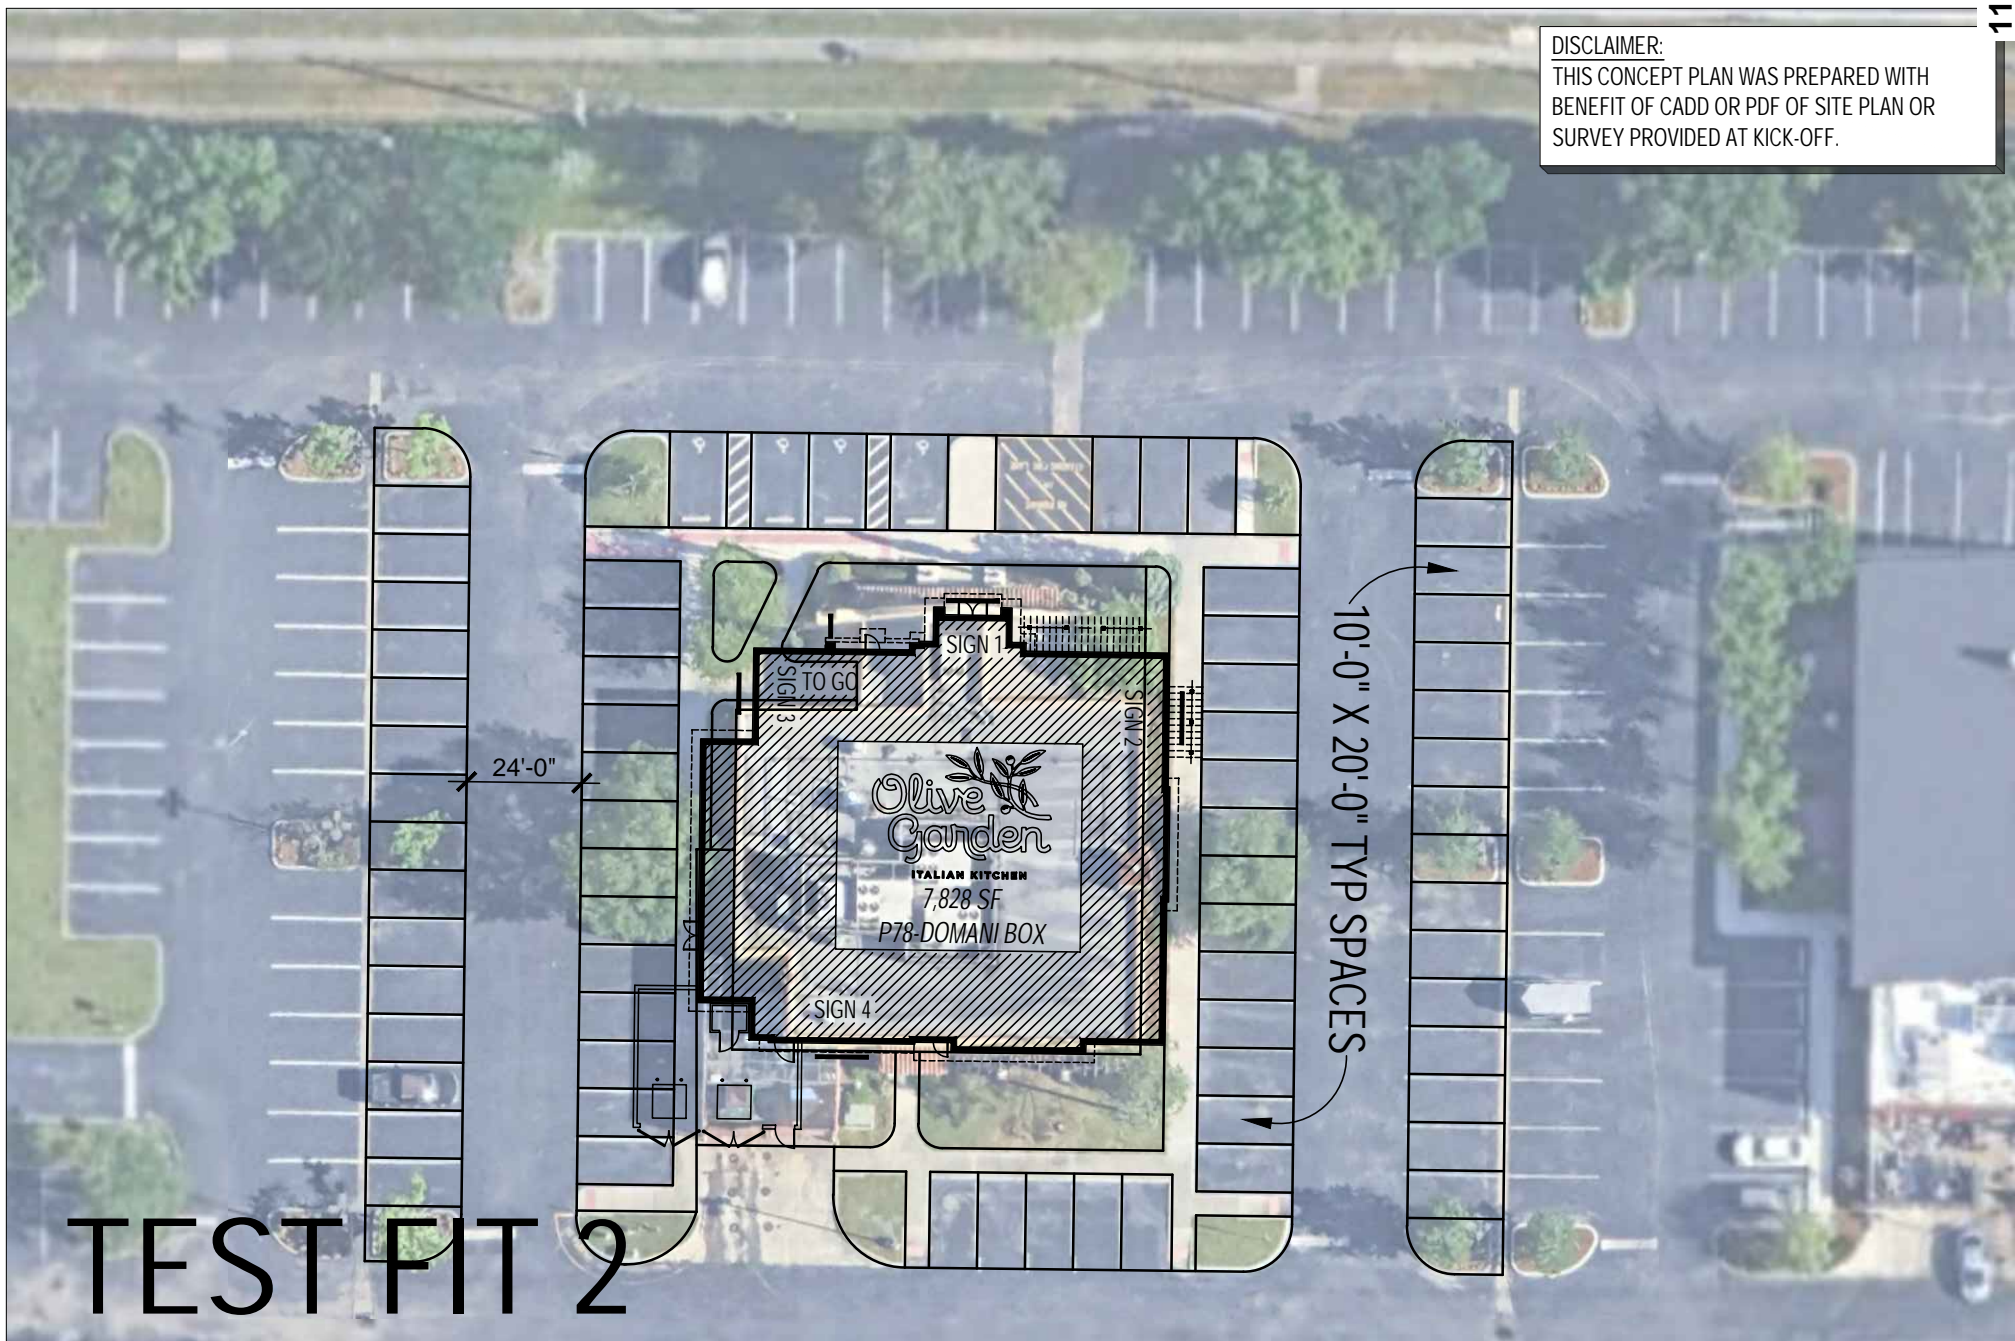 11
DISCLAIMER:
THIS CONCEPT PLAN WAS PREPARED WITH
BENEFIT OF CADD OR PDF OF SITE PLAN OR
SURVEY PROVIDED AT KICK-OFF.
SIGN 1
TO GO
SIGN 3
SIGN 2
10'-0" X 20'-0" TYP SPACES
24'-0"
Olive
Garden
ITALIAN KITCHEN
7,828 SF
P78-DOMANI BOX
SIGN 4
TEST FIT 2